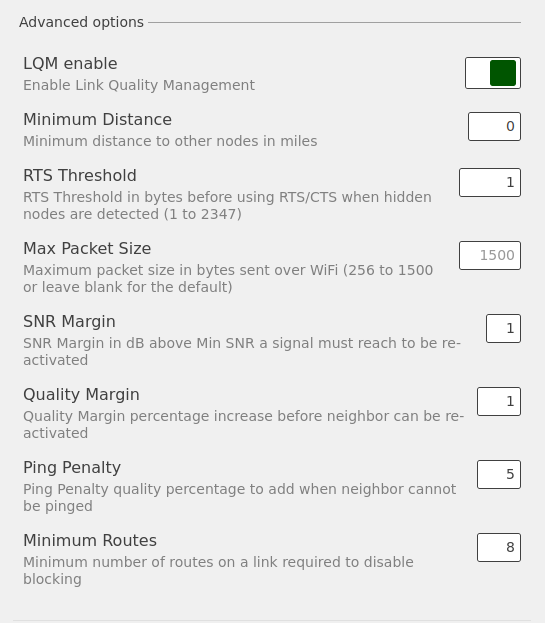 Advanced options
LQM enable
Enable Link Quality Management
Minimum Distance
0
Minimum distance to other nodes in miles
RTS Threshold
1
RTS Threshold in bytes before using RTS/CTS when hidden
nodes are detected (1 to 2347)
Max Packet Size
1500
Maximum packet size in bytes sent over WiFi (256 to 1500
or leave blank for the default)
SNR Margin
1
SNR Margin in dB above Min SNR a signal must reach to be re-
activated
Quality Margin
1
Quality Margin percentage increase before neighbor can be re-
activated
Ping Penalty
5
Ping Penalty quality percentage to add when neighbor cannot
be pinged
Minimum Routes
8
Minimum number of routes on a link required to disable
blocking